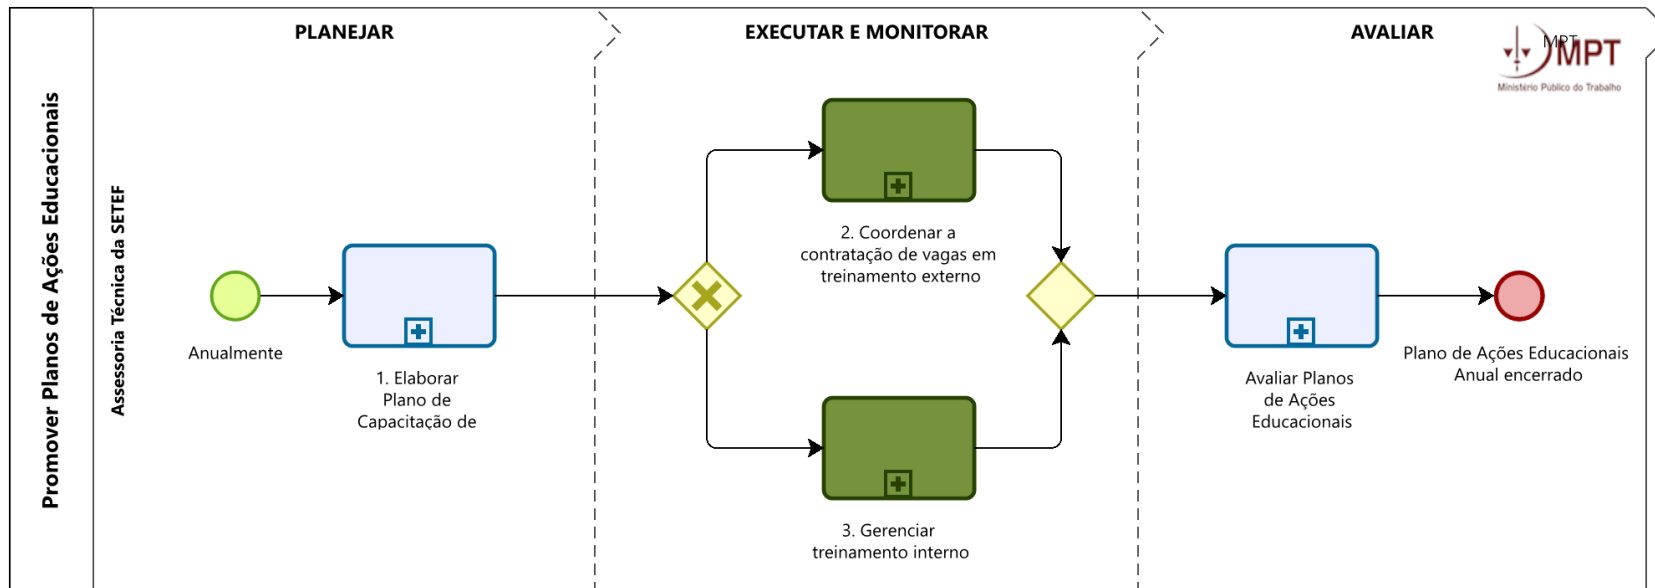 PLANEJAR
EXECUTAR E MONITORAR
AVALIAR
MPT
MPT
Ministério Público do Trabalho
Promover Planos de Ações Educacionais
Assessoria Técnica da SETEF
Anualmente
1. Elaborar
Plano de
Capacitação de
2. Coordenar a
contratação de vagas em
treinamento externo
3. Gerenciar
treinamento interno
Avaliar Planos
de Ações
Educacionais
Plano de Ações Educacionais
Anual encerrado